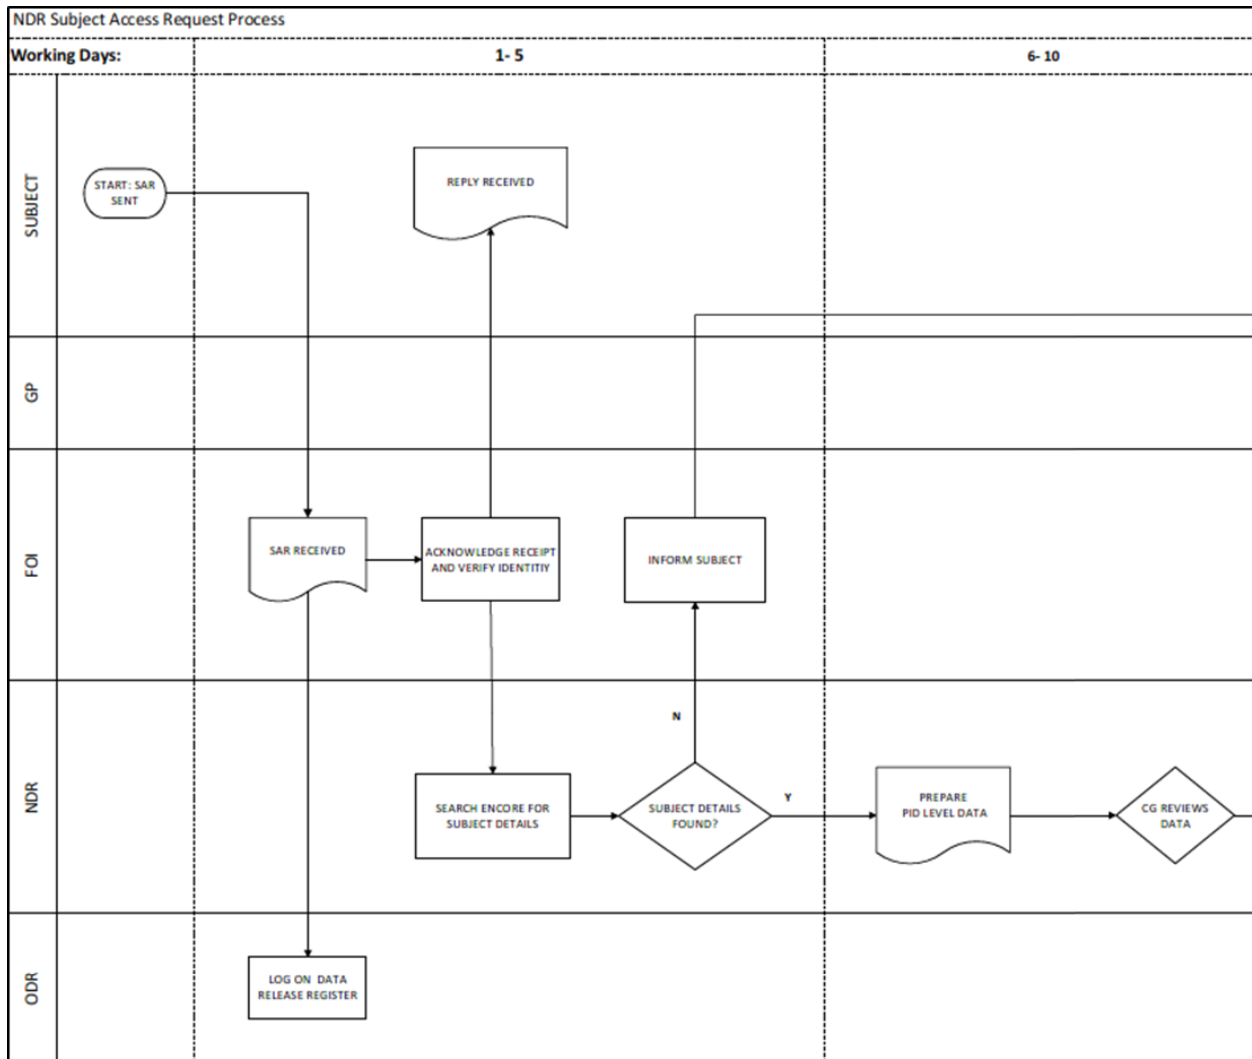 NDR Subject Access Request Process
Working Days:
1- 5
6- 10
SUBJECT
START: SAR
SENT
REPLY RECEIVED
GP
FOI
SAR RECEIVED
ACKNOWLEDGE RECEIPT
AND VERIFY IDENTITIY
INFORM SUBJECT
NDR
N
SEARCH ENCORE FOR
SUBJECT DETAILS
SUBJECT DETAILS
FOUND?
Y
PREPARE
PID LEVEL DATA
CG REVIEWS
DATA
ODR
LOG ON DATA
RELEASE REGISTER